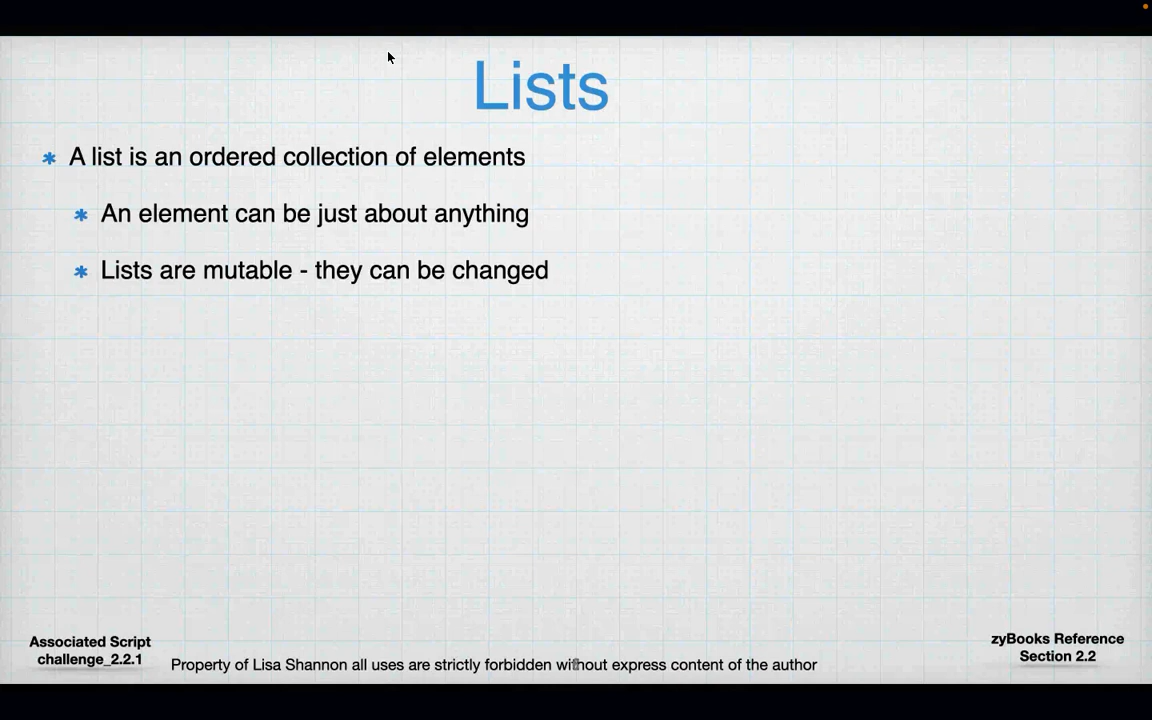 Lists
* A list is an ordered collection of elements
* An element can be just about anything
* Lists are mutable - they can be changed
Associated Script
challenge_2.2.1
Property of Lisa Shannon all uses are strictly forbidden without express content of the author
zyBooks Reference
Section 2.2